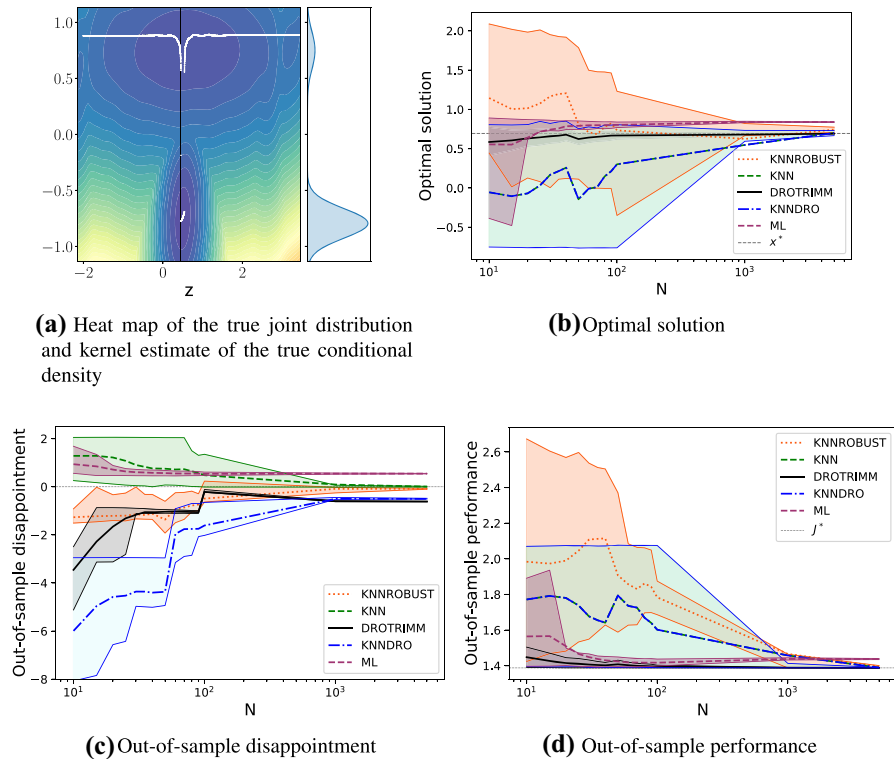 1.0
0.5
0.0
−0.5
−1.0
−2
0
2
z
(a) Heat map of the true joint distribution
and kernel estimate of the true conditional
density
Optimal solution
2.0
1.5
1.0
0.5
0.0
−0.5
KNNROBUST
KNN
DROTRIMM
KNNDRO
ML
x*
10¹
10²
10³
N
(b) Optimal solution
Out-of-sample disappointment
2
0
−2
−4
−6
−8
KNNROBUST
KNN
DROTRIMM
KNNDRO
ML
10¹
10²
10³
N
(c) Out-of-sample disappointment
Out-of-sample performance
2.6
2.4
2.2
2.0
1.8
1.6
1.4
KNNROBUST
KNN
DROTRIMM
KNNDRO
ML
J*
10¹
10²
10³
N
(d) Out-of-sample performance